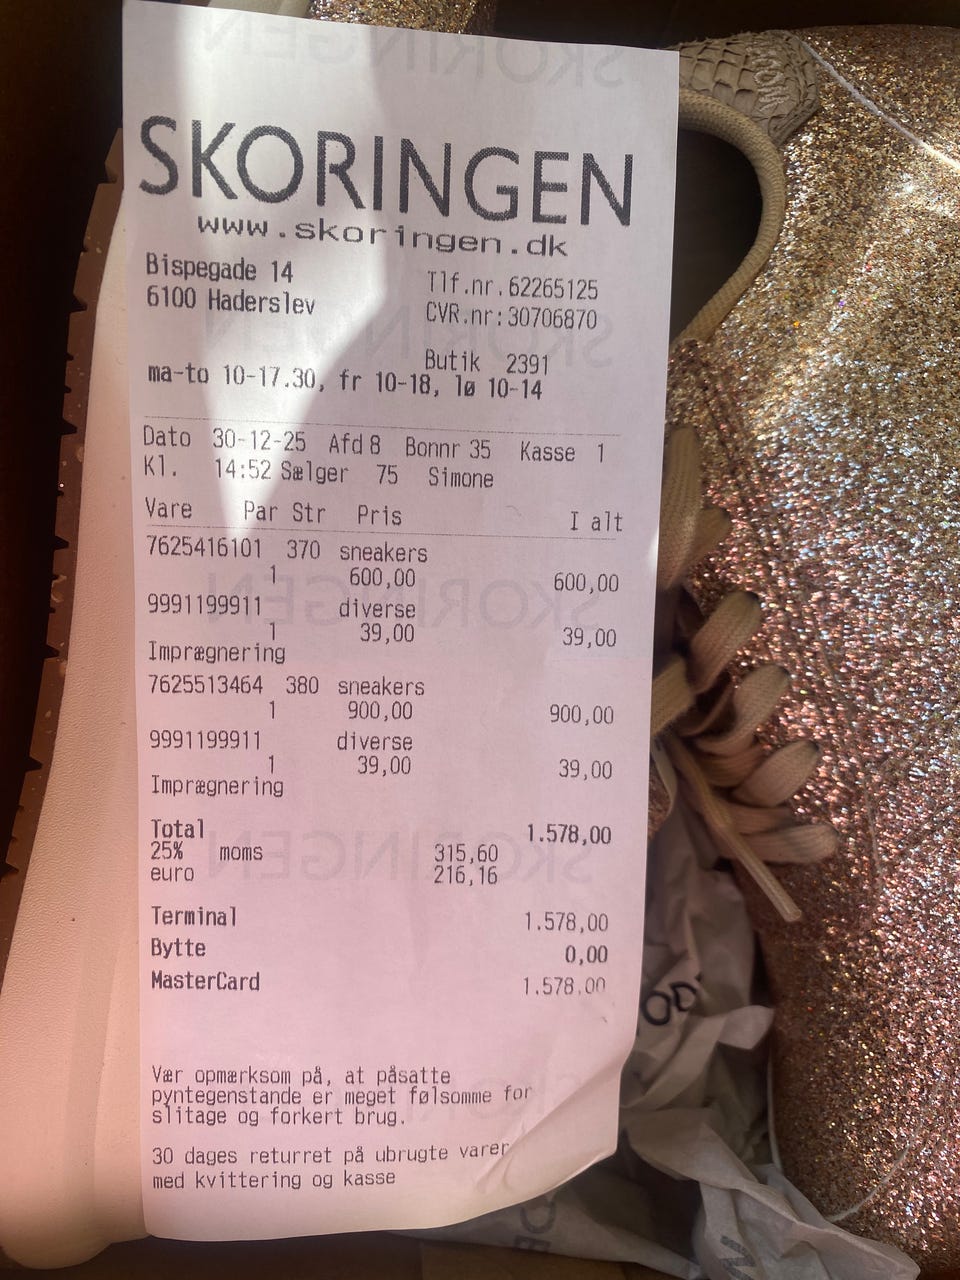 SKORINGEN
www.skoringen.dk
Bispegade 14 Tlf.nr.62265125
6100 Haderslev CVR.nr:30706870
Butik 2391
ma-to 10-17.30, fr 10-18, lø 10-14
Dato 30-12-25 Afd 8 Bonnr 35 Kasse 1
Kl. 14:52 Sælger 75 Simone
Vare Par Str Pris I alt
7625416101 370 sneakers
1 600,00 600,00
9991199911 diverse
1 39,00 39,00
Imprægnering
7625513464 380 sneakers
1 900,00 900,00
9991199911 diverse
1 39,00 39,00
Imprægnering
Total 1.578,00
25% moms 315,60
euro 216,16
Terminal 1.578,00
Bytte 0,00
MasterCard 1.578,00
Vær opmærksom på, at påsatte
pyntegenstande er meget følsomme for
slitage og forkert brug.
30 dages returret på ubrugte varer
med kvittering og kasse